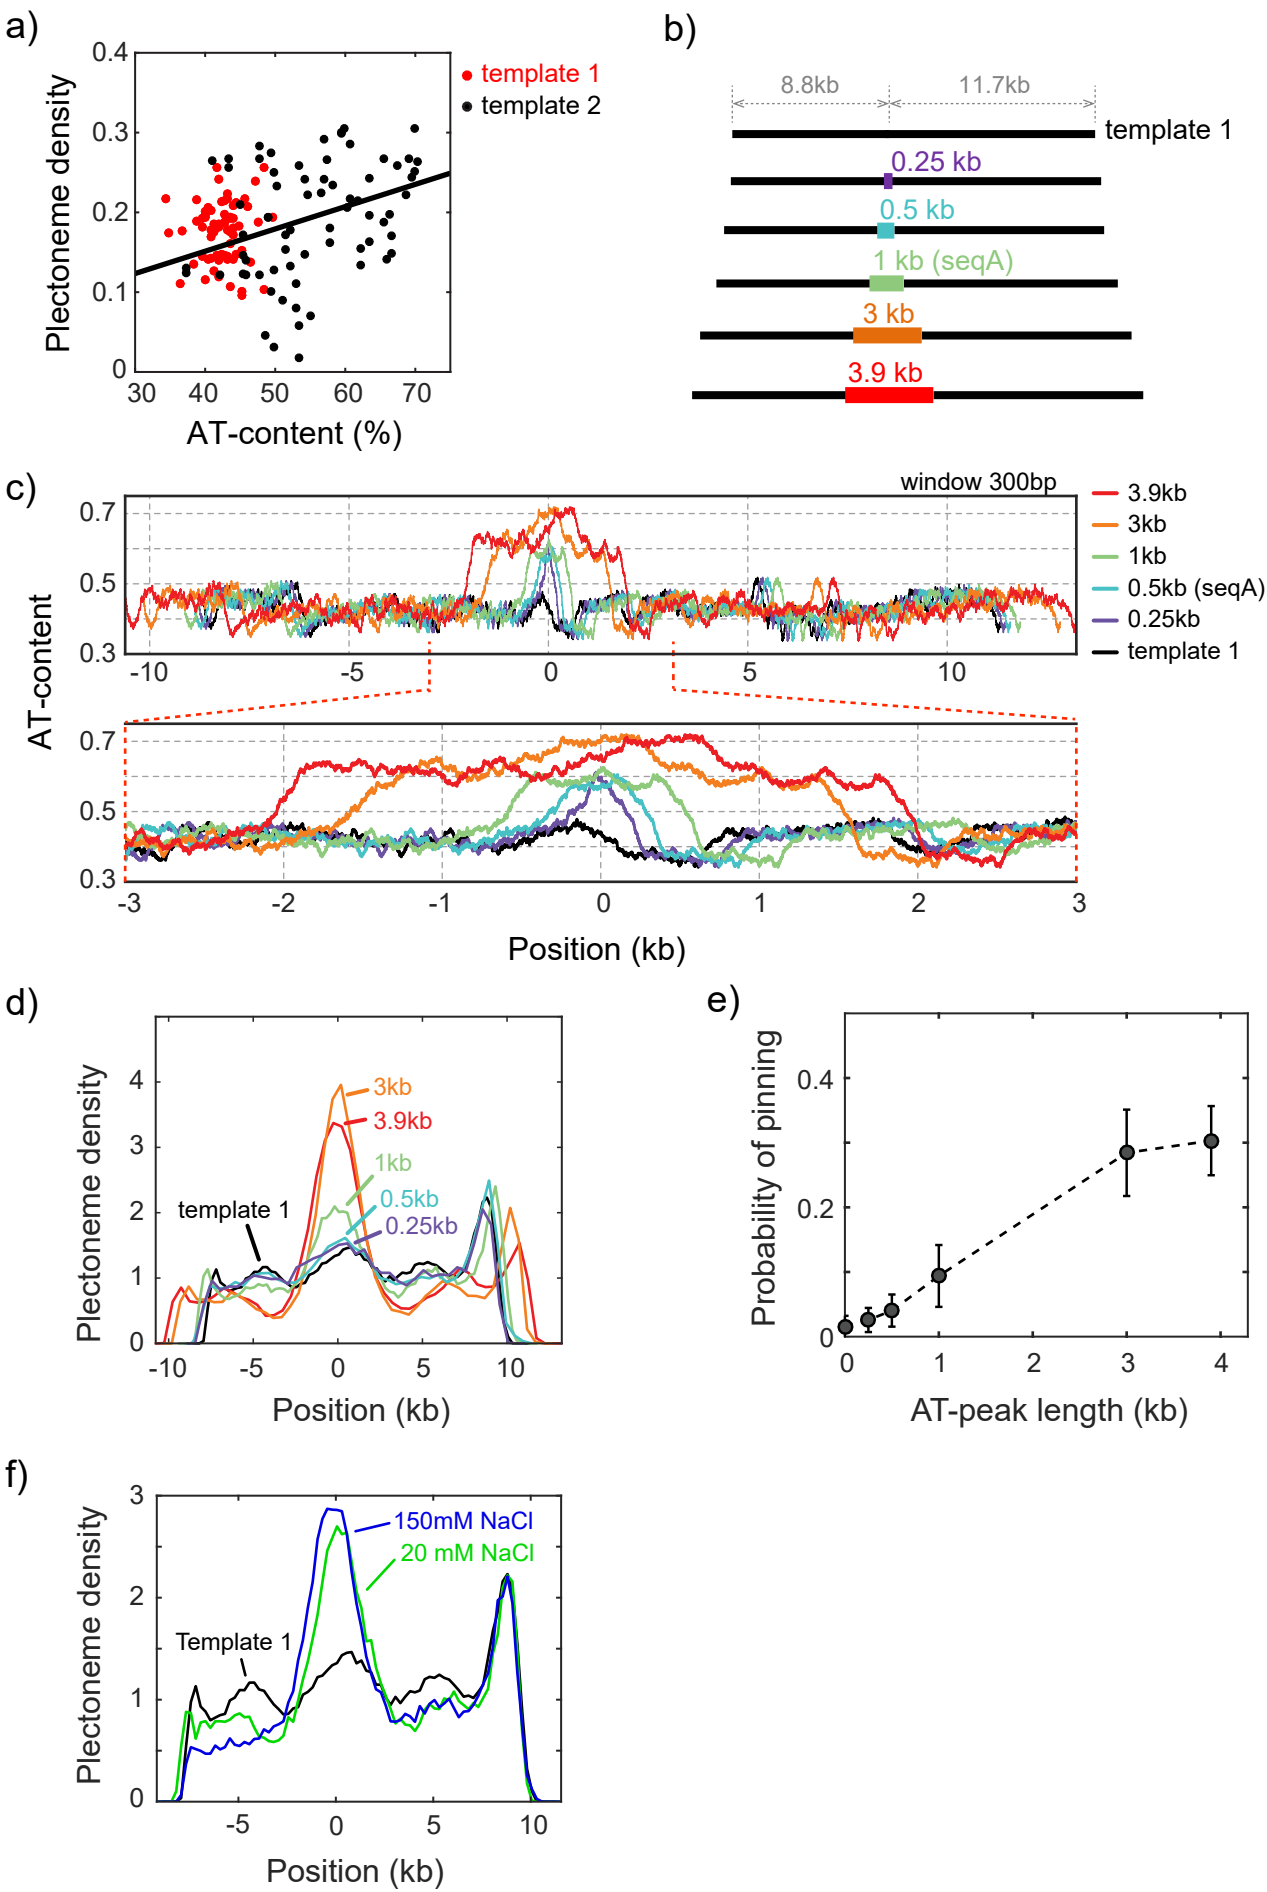 a)
0.4
0.3
0.2
0.1
0
30 40 50 60 70
Plectoneme density
AT-content (%)
template 1
template 2
b)
8.8kb 11.7kb
template 1
0.25 kb
0.5 kb
1 kb (seqA)
3 kb
3.9 kb
c)
window 300bp
0.7
0.5
0.3
-10 -5 0 5 10
3.9kb
3kb
1kb
0.5kb (seqA)
0.25kb
template 1
AT-content
0.7
0.5
0.3
-3 -2 -1 0 1 2 3
Position (kb)
d)
4
3
2
1
0
-10 -5 0 5 10
Plectoneme density
Position (kb)
3kb
3.9kb
1kb
0.5kb
0.25kb
template 1
e)
0.4
0.2
0
0 1 2 3 4
Probability of pinning
AT-peak length (kb)
f)
3
2
1
0
-5 0 5 10
Plectoneme density
Position (kb)
150mM NaCl
20 mM NaCl
Template 1